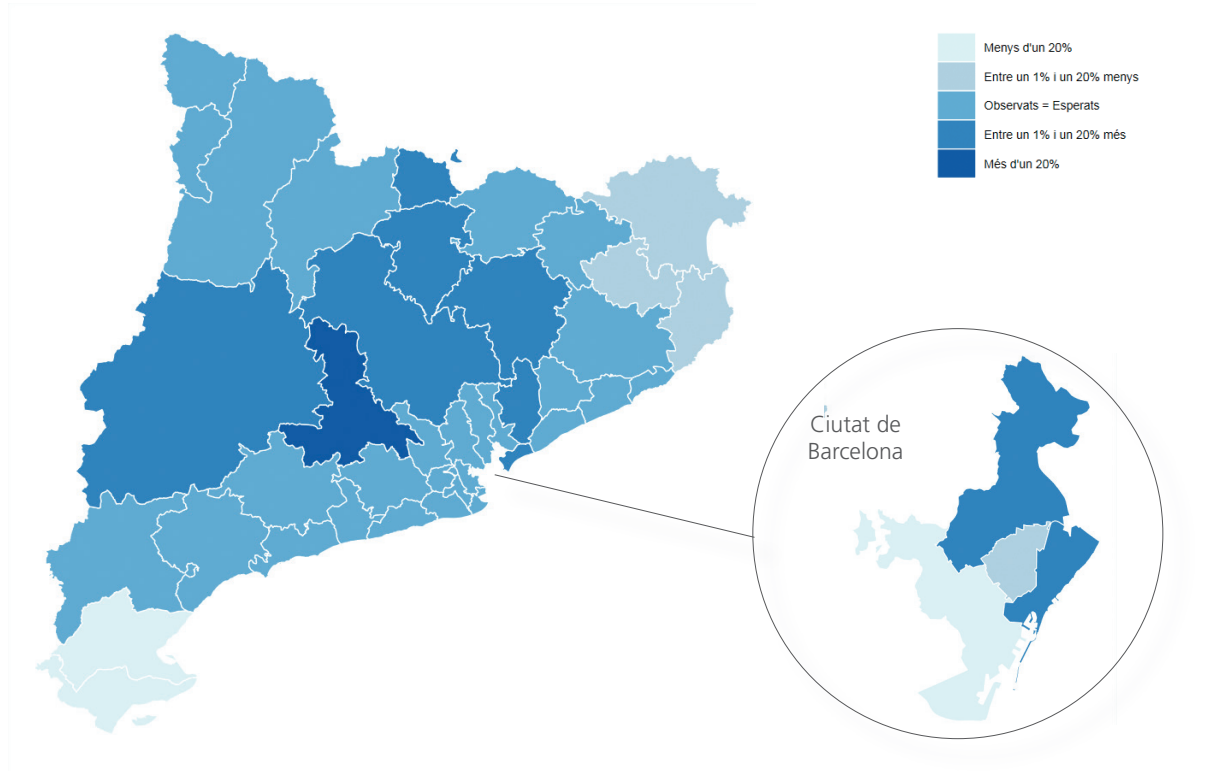 Menys d'un 20%
Entre un 1% i un 20% menys
Observats = Esperats
Entre un 1% i un 20% més
Més d'un 20%
Ciutat de
Barcelona